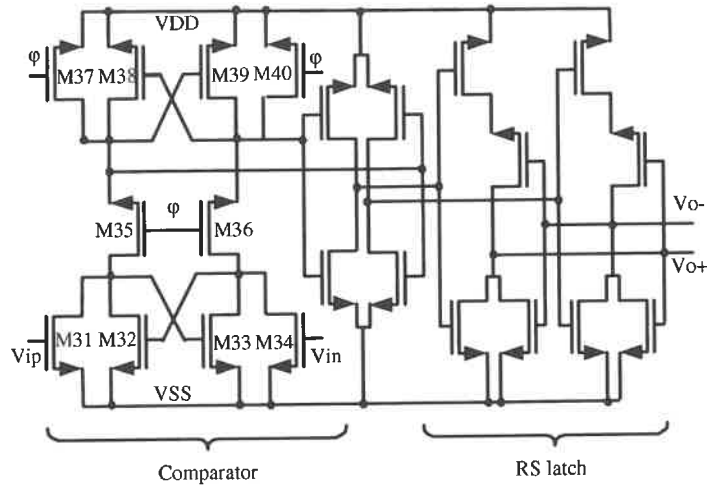 VDD
φ φ
M37 M38 M39 M40
φ
M35 M36
Vo-
Vo+
M31 M32 M33 M34
Vip Vin
VSS
Comparator RS latch